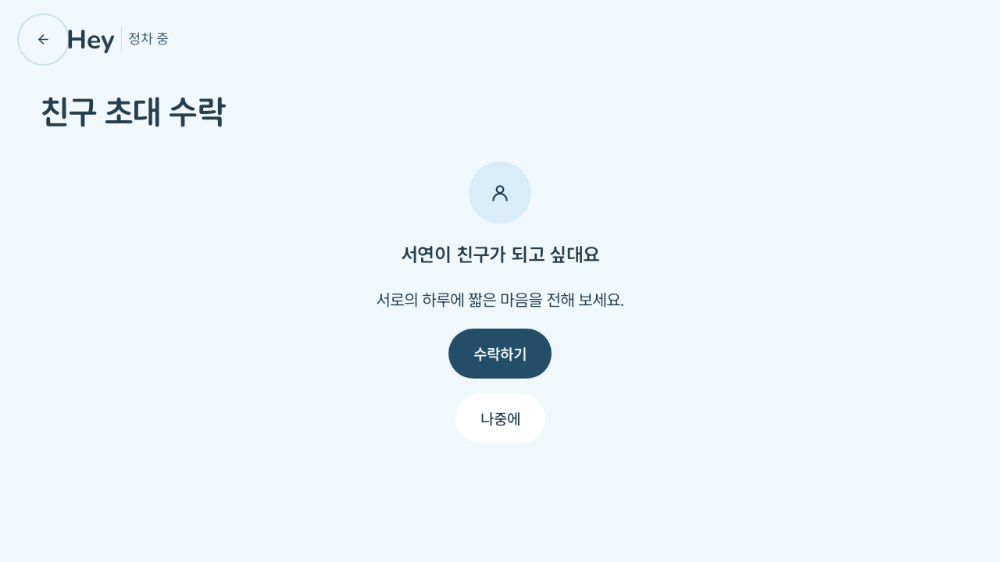 Hey 정차 중
친구 초대 수락
서연이 친구가 되고 싶대요
서로의 하루에 짧은 마음을 전해 보세요.
수락하기
나중에